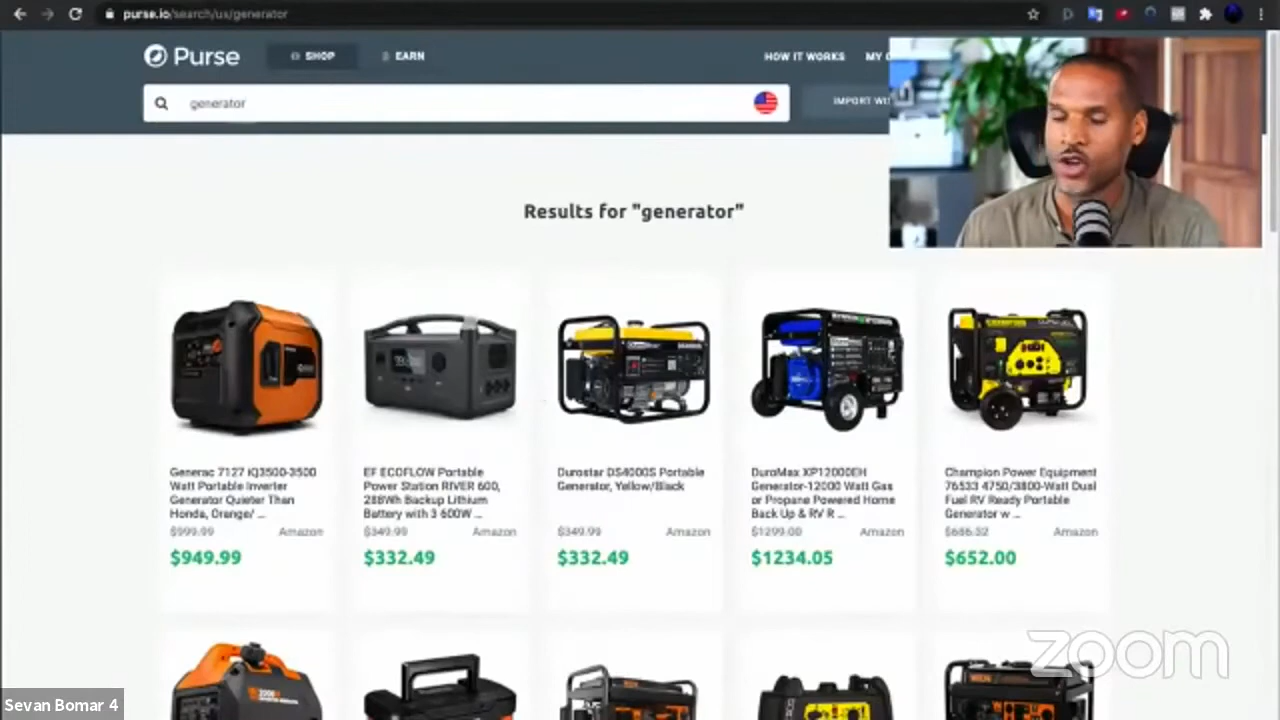 purse.io/search/us/generator
Purse
SHOP
EARN
HOW IT WORKS
MY
generator
IMPORT
Results for "generator"
Generac 7127 iQ3500-3500
Watt Portable Inverter
Generator Quieter Than
Honda, Orange/ ...
$999.99 Amazon
$949.99
EF ECOFLOW Portable
Power Station RIVER 600,
288Wh Backup Lithium
Battery with 3 600W ...
$349.99 Amazon
$332.49
Durostar DS4000S Portable
Generator, Yellow/Black
$349.99 Amazon
$332.49
DuroMax XP12000EH
Generator-12000 Watt Gas
or Propane Powered Home
Back Up & RV R ...
$1299.00 Amazon
$1234.05
Champion Power Equipment
76533 4750/3800-Watt Dual
Fuel RV Ready Portable
Generator w ...
$686.32 Amazon
$652.00
zoom
Sevan Bomar 4